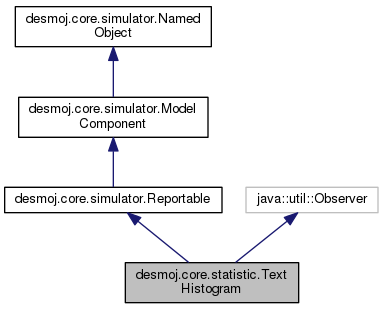 desmoj.core.simulator.Named
Object
desmoj.core.simulator.Model
Component
desmoj.core.simulator.Reportable
java::util::Observer
desmoj.core.statistic.Text
Histogram